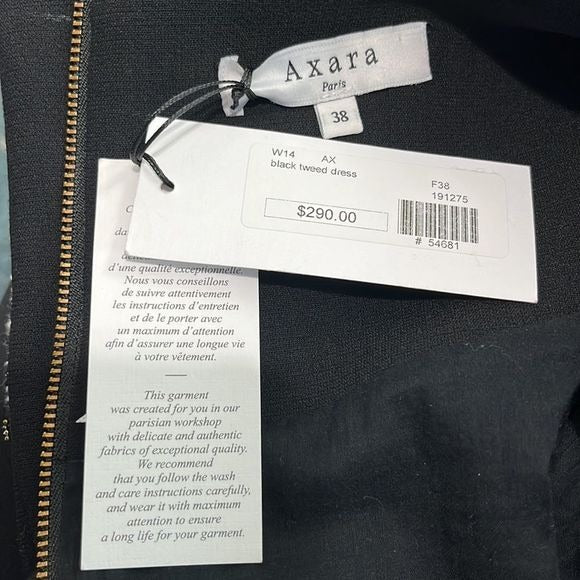 Axara
Paris
38
W14 AX
black tweed dress
F38
191275
$290.00
# 54681
d'une qualité exceptionnelle.
Nous vous conseillons
de suivre attentivement
les instructions d'entretien
et de le porter avec
un maximum d'attention
afin d'assurer une longue vie
à votre vêtement.
This garment
was created for you in our
parisian workshop
with delicate and authentic
fabrics of exceptional quality.
We recommend
that you follow the wash
and care instructions carefully,
and wear it with maximum
attention to ensure
a long life for your garment.